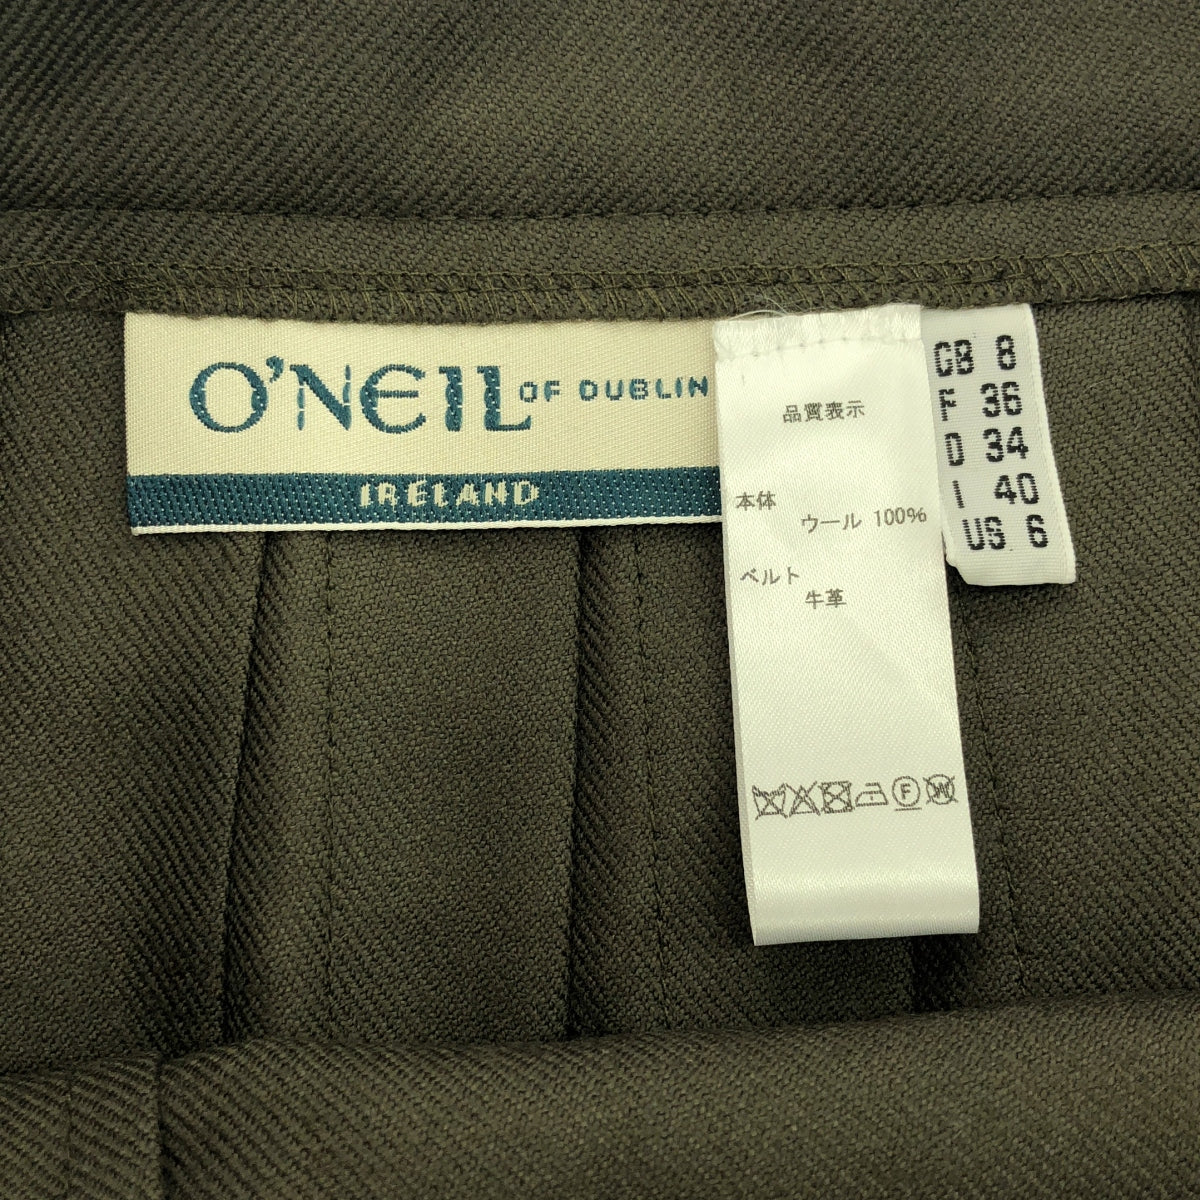 O'NEIL OF DUBLIN
IRELAND
品質表示
本体
ウール 100%
ベルト
牛革
F
W
GB 8
F 36
D 34
I 40
US 6